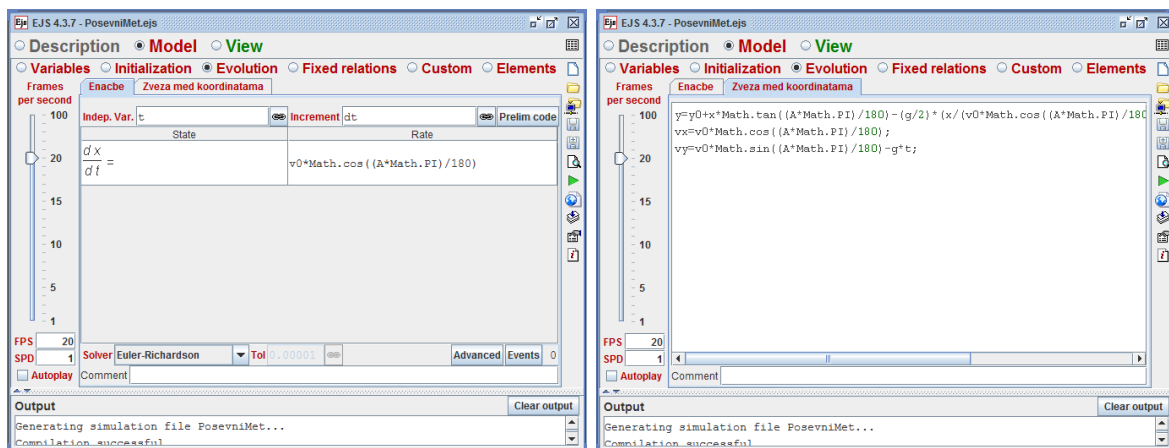 EJS 4.3.7 - PosevniMet.ejs
Description Model View
Variables Initialization Evolution Fixed relations Custom Elements
Frames per second
100
20
15
10
5
1
FPS 20
SPD 1
Autoplay
Enacbe Zveza med koordinatama
Indep. Var. t Increment dt Prelim code
State Rate
dx
dt = v0*Math.cos((A*Math.PI)/180)
Solver Euler-Richardson Tol 0.00001 Advanced Events 0
Comment
Output Clear output
Generating simulation file PosevniMet...
Compilation successful
EJS 4.3.7 - PosevniMet.ejs
Description Model View
Variables Initialization Evolution Fixed relations Custom Elements
Frames per second
100
20
15
10
5
1
FPS 20
SPD 1
Autoplay
Enacbe Zveza med koordinatama
y=y0+x*Math.tan((A*Math.PI)/180)-(g/2)*(x/(v0*Math.cos((A*Math.PI)/180
vx=v0*Math.cos((A*Math.PI)/180);
vy=v0*Math.sin((A*Math.PI)/180)-g*t;
Comment
Output Clear output
Generating simulation file PosevniMet...
Compilation successful